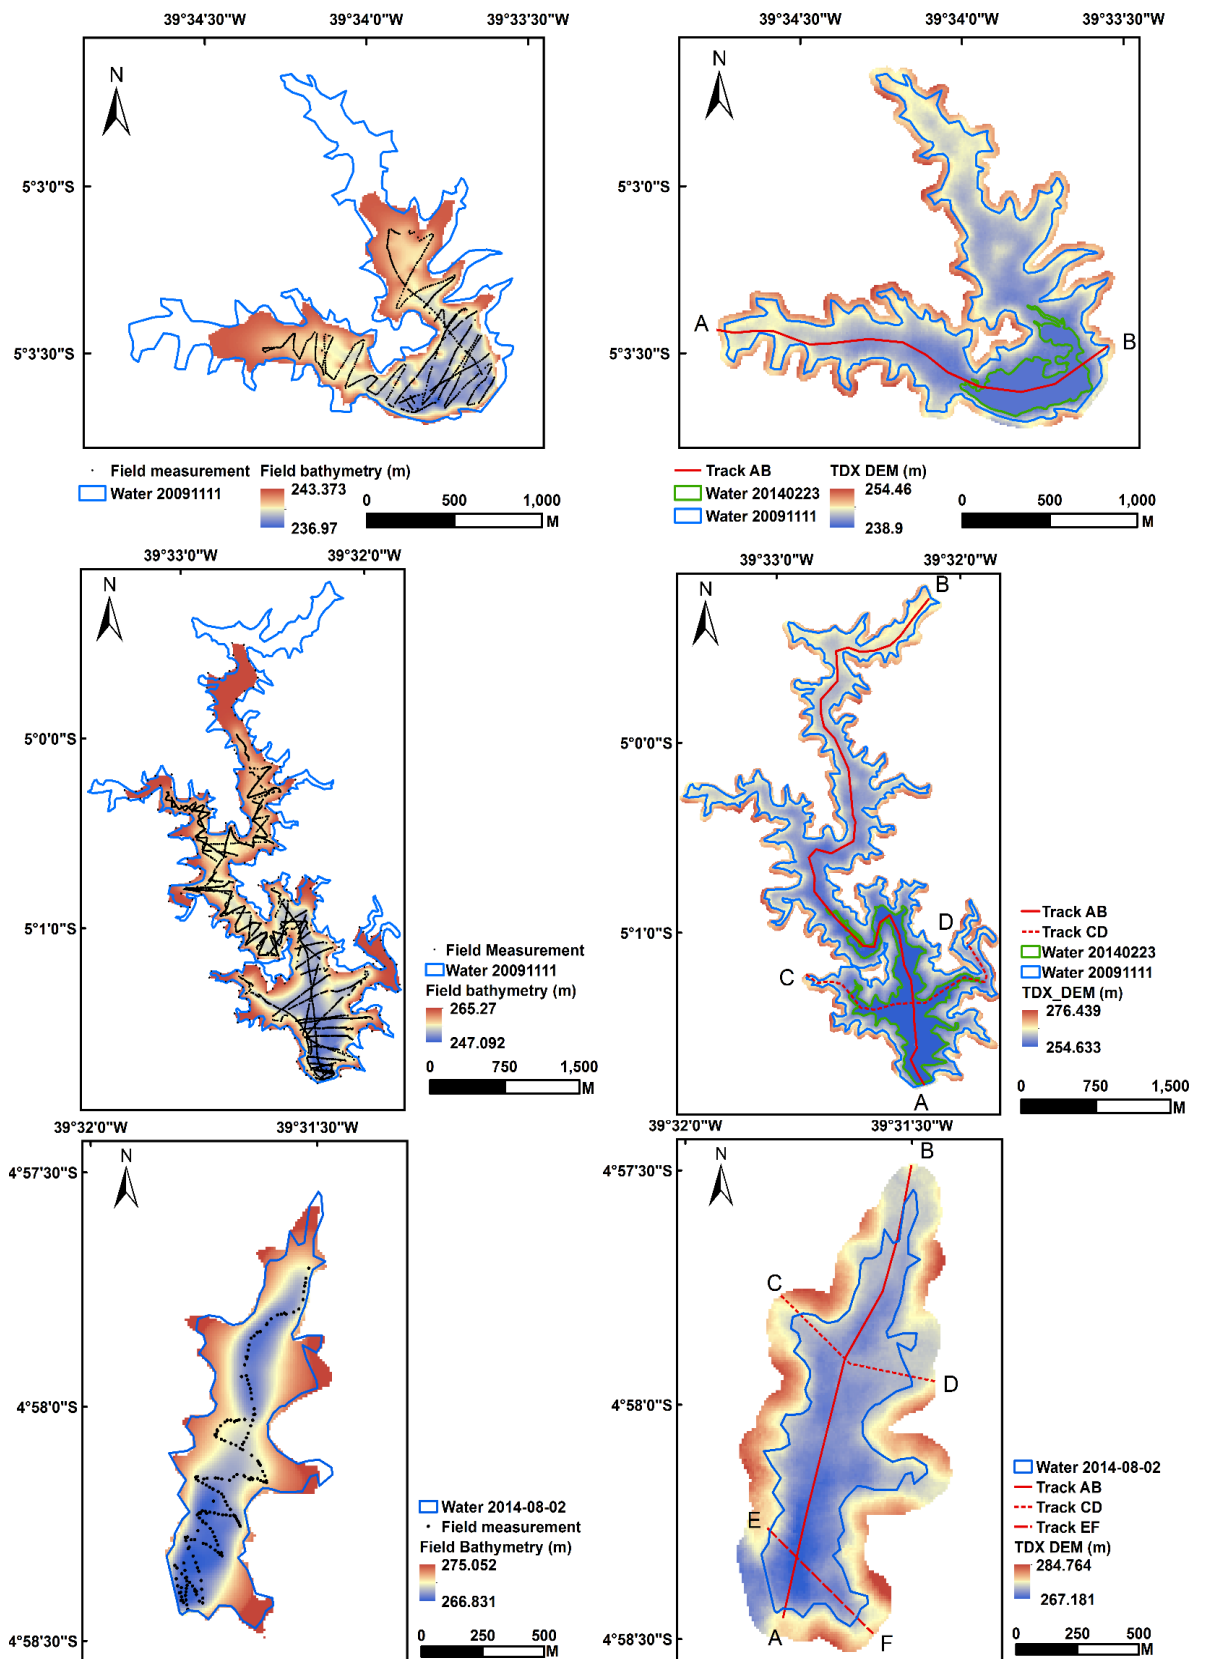 39°34'30"W 39°34'0"W 39°33'30"W
39°34'30"W 39°34'0"W 39°33'30"W
N
N
5°3'0"S
5°3'0"S
A
B
5°3'30"S
5°3'30"S
Field measurement
Water 20091111
Field bathymetry (m)
243.373
236.97
0 500 1,000
M
Track AB
Water 20140223
Water 20091111
TDX DEM (m)
254.46
238.9
0 500 1,000
M
39°33'0"W 39°32'0"W
39°33'0"W 39°32'0"W
N
N
B
5°0'0"S
5°0'0"S
5°1'0"S
5°1'0"S
C
D
A
Field Measurement
Water 20091111
Field bathymetry (m)
265.27
247.092
0 750 1,500
M
Track AB
Track CD
Water 20140223
Water 20091111
TDX_DEM (m)
276.439
254.633
0 750 1,500
M
39°32'0"W 39°31'30"W
39°32'0"W 39°31'30"W
4°57'30"S
4°57'30"S
N
N
B
C
D
4°58'0"S
4°58'0"S
E
A
F
4°58'30"S
4°58'30"S
Water 2014-08-02
Field measurement
Field Bathymetry (m)
275.052
266.831
0 250 500
M
Water 2014-08-02
Track AB
Track CD
Track EF
TDX DEM (m)
284.764
267.181
0 250 500
M